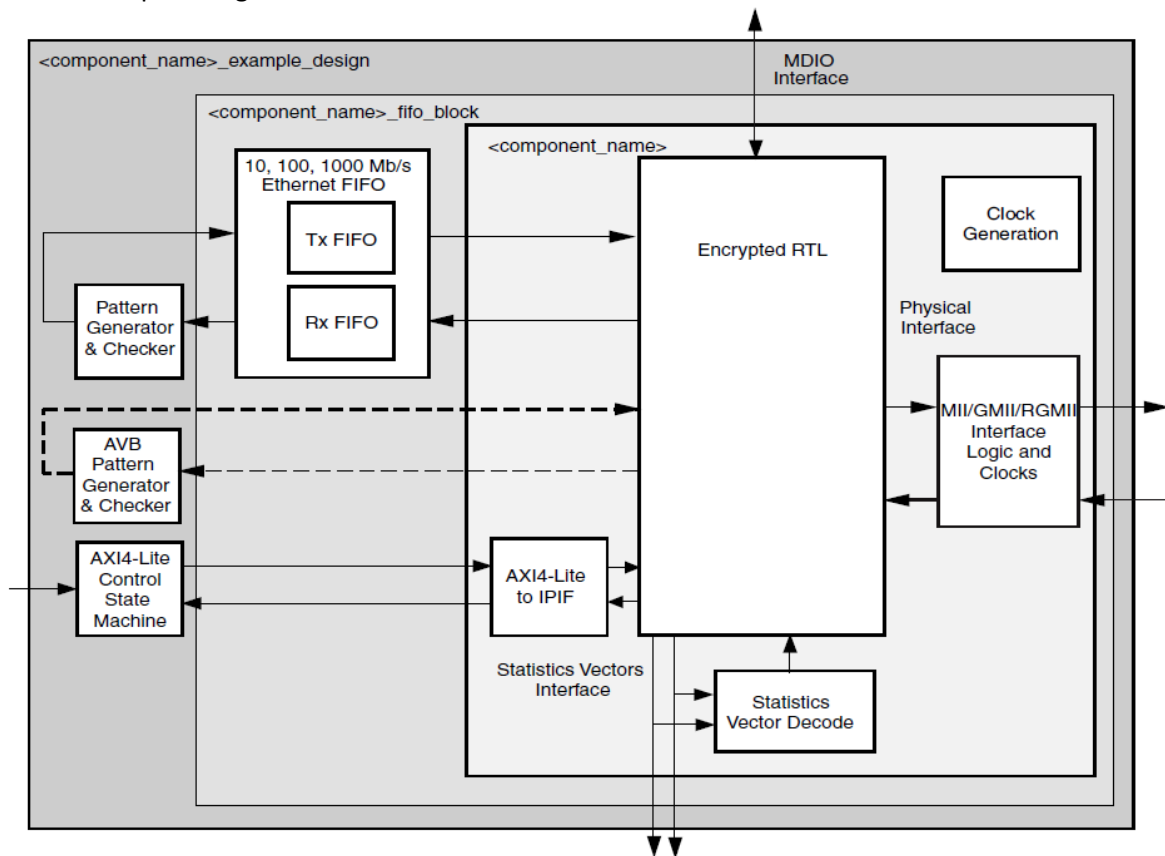 <component_name>_example_design
MDIO
Interface
<component_name>_fifo_block
<component_name>
10, 100, 1000 Mb/s
Ethernet FIFO
Tx FIFO
Rx FIFO
Encrypted RTL
Clock
Generation
Pattern
Generator
& Checker
Physical
Interface
MII/GMII/RGMII
Interface
Logic and
Clocks
AVB
Pattern
Generator
& Checker
AXI4-Lite
Control
State
Machine
AXI4-Lite
to IPIF
Statistics Vectors
Interface
Statistics
Vector Decode